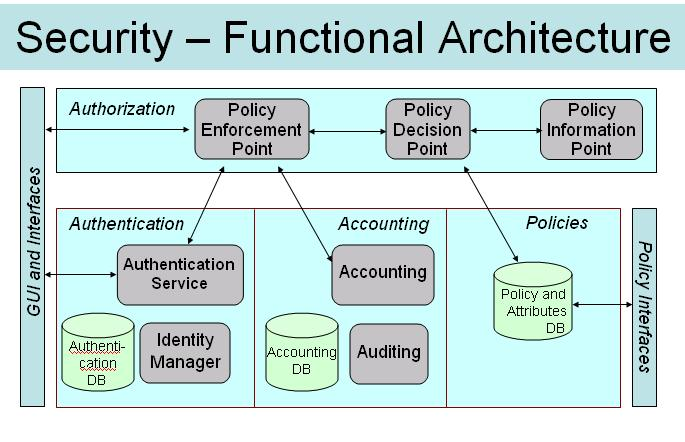 Security – Functional Architecture
GUI and Interfaces
Authorization
Policy
Enforcement
Point
Policy
Decision
Point
Policy
Information
Point
Authentication
Authentication
Service
Authenti-
cation
DB
Identity
Manager
Accounting
Accounting
Accounting
DB
Auditing
Policies
Policy and
Attributes
DB
Policy Interfaces